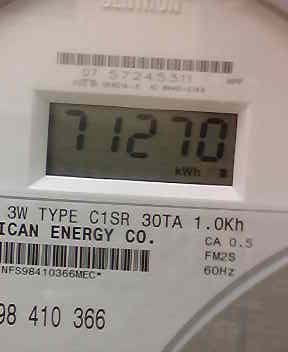 CENTRON
07 57245311
71270
kWh
3W TYPE C1SR 30TA 1.0Kh
ICAN ENERGY CO.
CA 0.5
FM2S
60Hz
NFS98410366MEC*
98 410 366